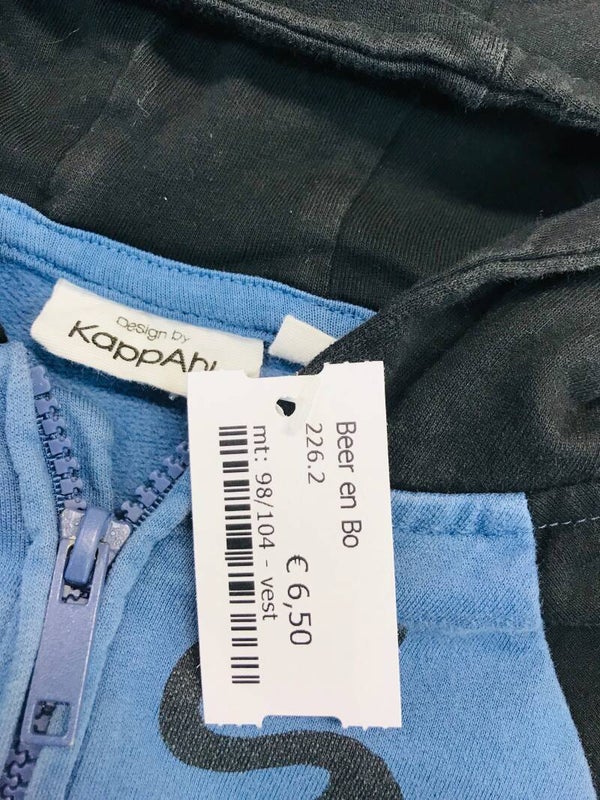 Design by
KappAhl
Beer en Bo
226.2
€ 6,50
mt: 98/104 - vest